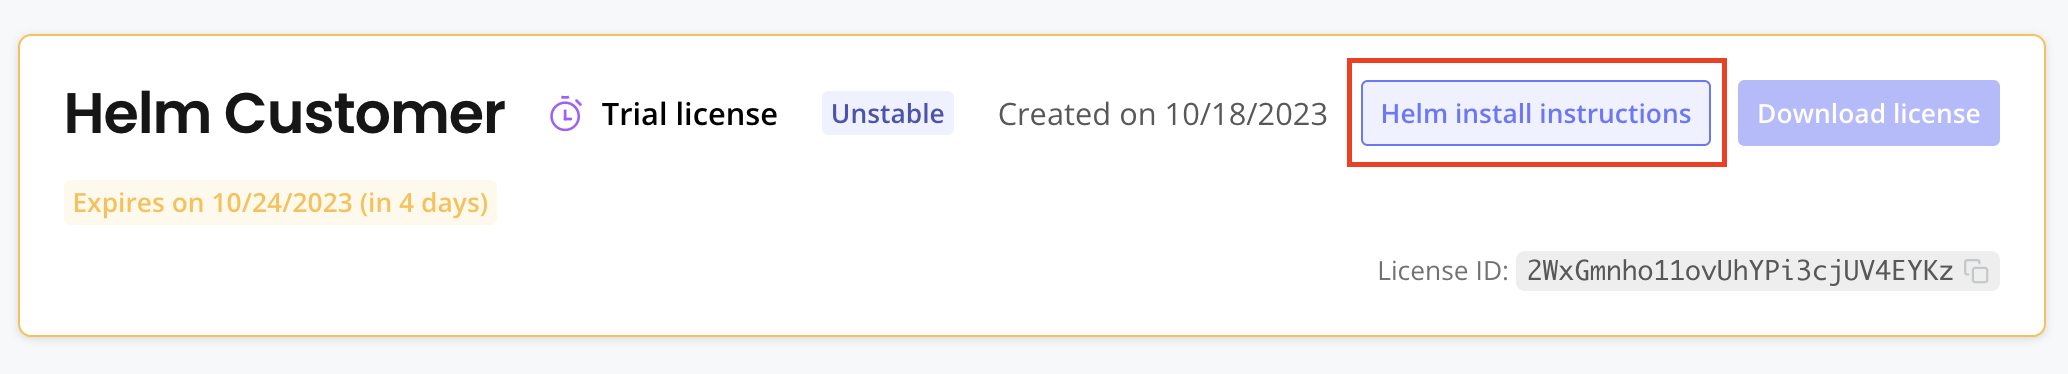 Helm Customer Trial license Unstable Created on 10/18/2023 Helm install instructions Download license
Expires on 10/24/2023 (in 4 days)
License ID: 2WxGmnho11ovUhYPi3cjUV4EYKz